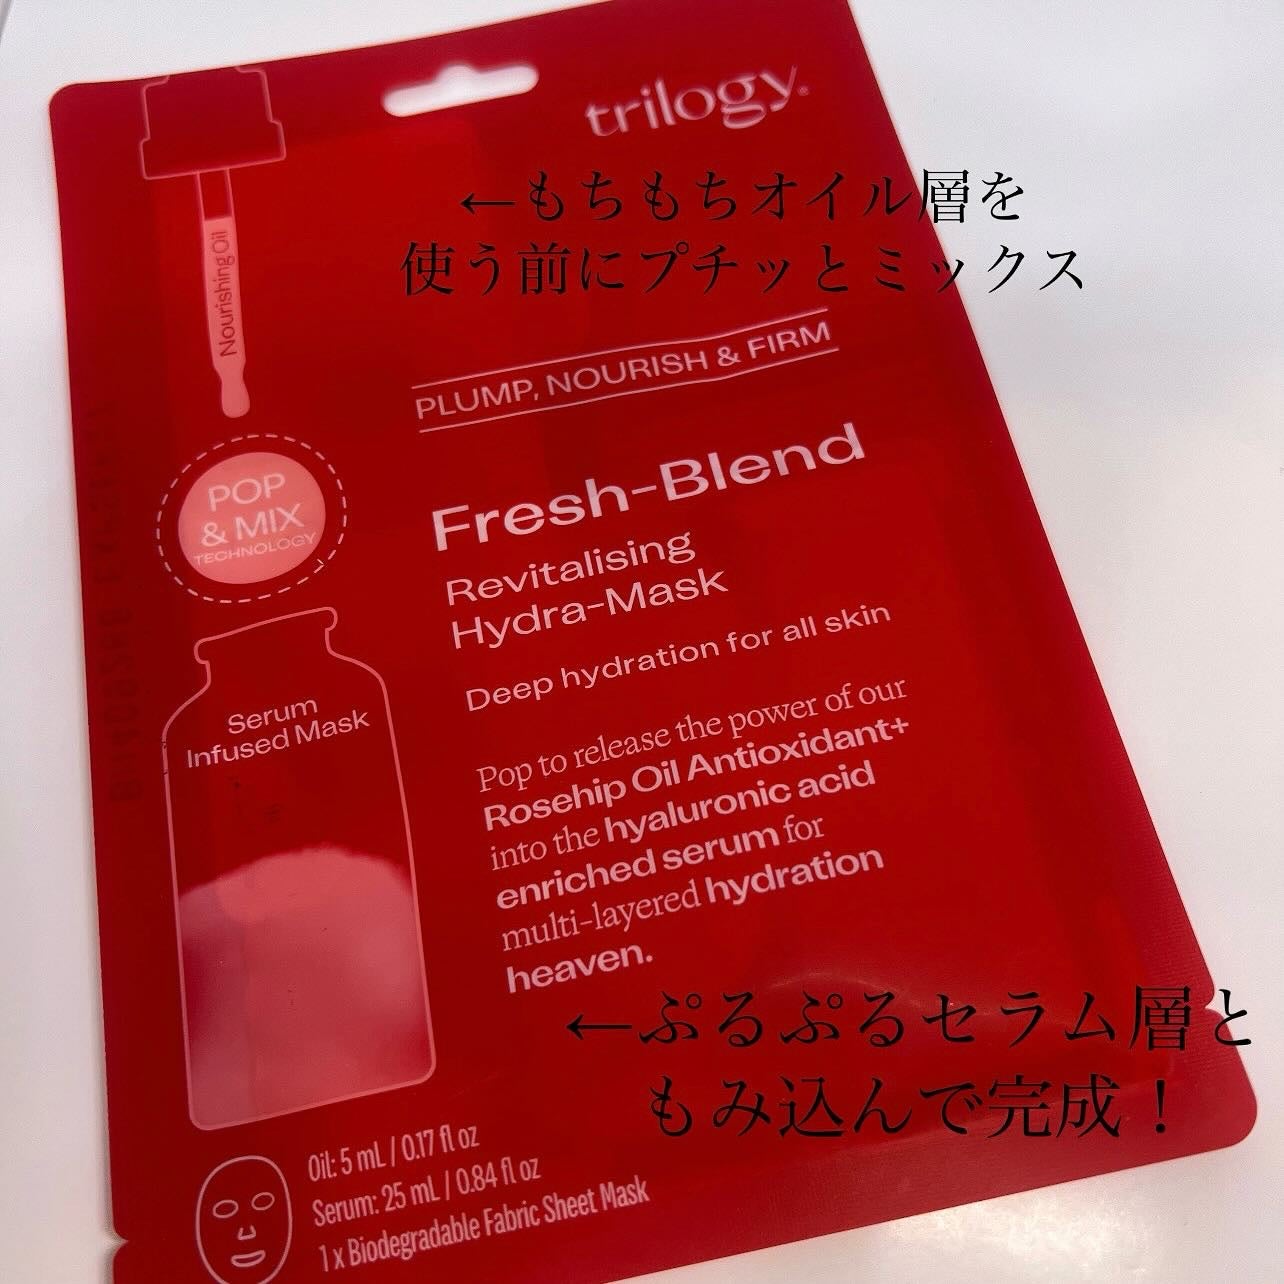 trilogy
←もちもちオイル層を
使う前にプチッとミックス
Nourishing Oil
PLUMP, NOURISH & FIRM
POP
& MIX
TECHNOLOGY
Fresh-Blend
Revitalising
Hydra-Mask
Deep hydration for all skin
Serum
Infused Mask
Pop to release the power of our
Rosehip Oil Antioxidant+
into the hyaluronic acid
enriched serum for
multi-layered hydration
heaven.
←ぷるぷるセラム層と
もみ込んで完成！
Oil: 5 mL / 0.17 fl oz
Serum: 25 mL / 0.84 fl oz
1 x Biodegradable Fabric Sheet Mask